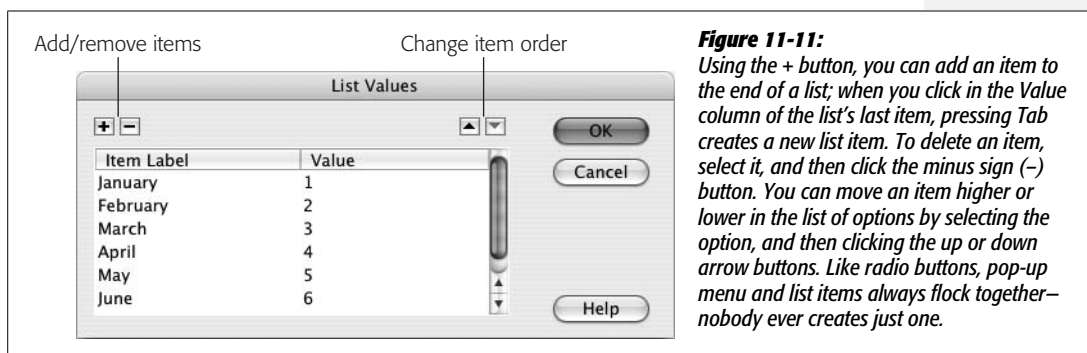 Add/remove items
Change item order
List Values
+ −
OK
Item Label Value
Cancel
January 1
February 2
March 3
April 4
May 5
June 6
Help
Figure 11-11:
Using the + button, you can add an item to
the end of a list; when you click in the Value
column of the list's last item, pressing Tab
creates a new list item. To delete an item,
select it, and then click the minus sign (–)
button. You can move an item higher or
lower in the list of options by selecting the
option, and then clicking the up or down
arrow buttons. Like radio buttons, pop-up
menu and list items always flock together—
nobody ever creates just one.